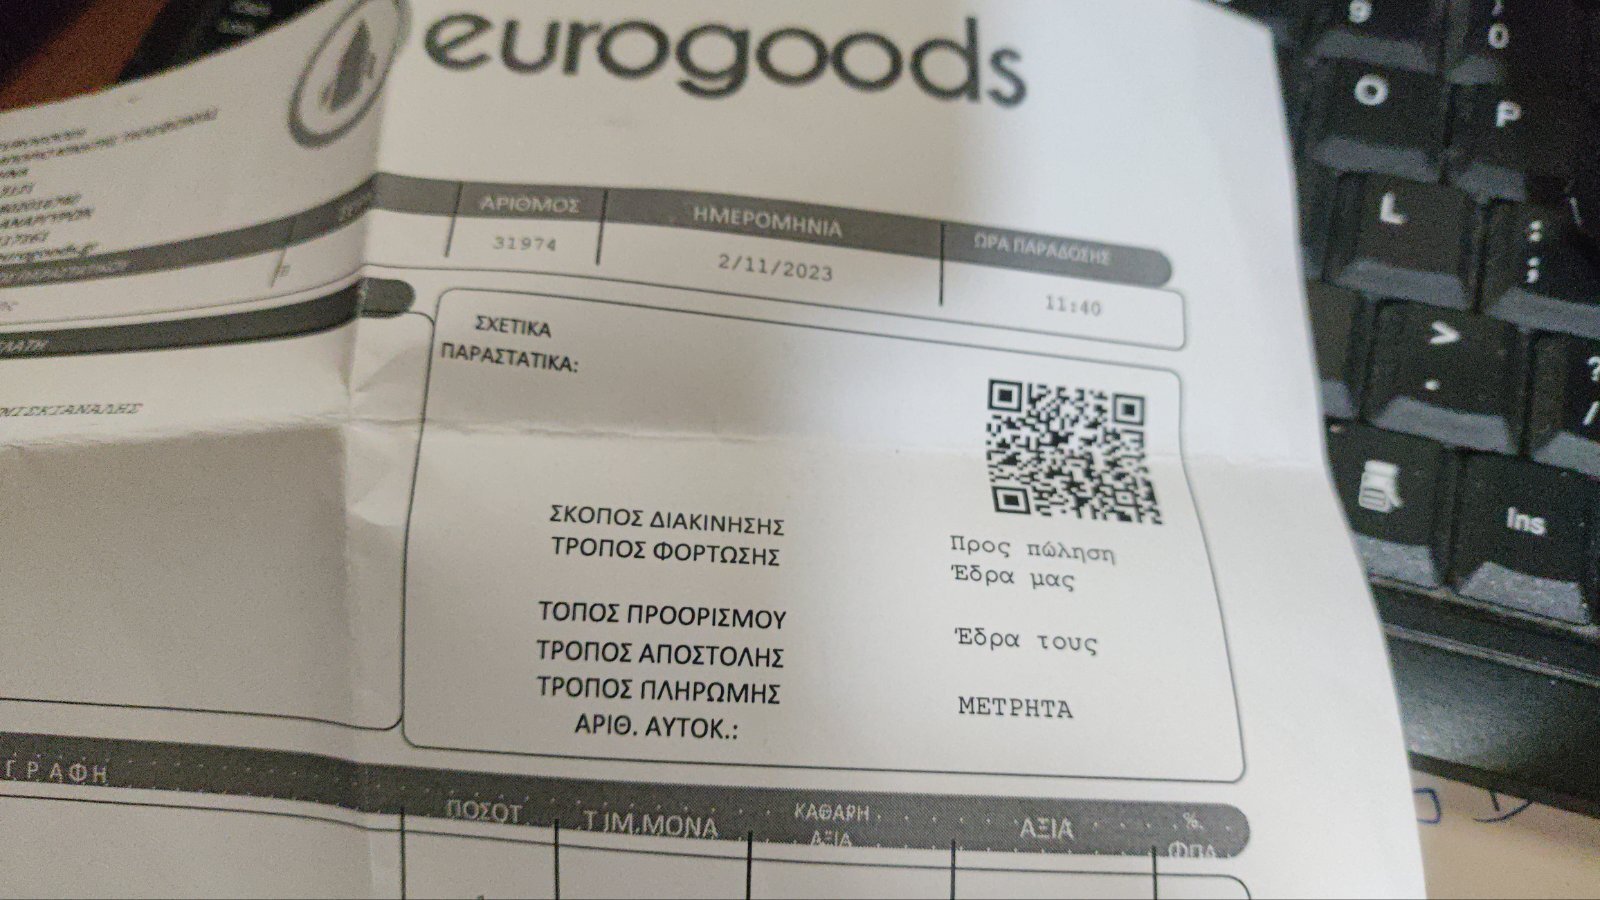 eurogoods
ΑΡΙΘΜΟΣ ΗΜΕΡΟΜΗΝΙΑ ΩΡΑ ΠΑΡΑΔΟΣΗΣ
31974 2/11/2023 11:40
ΣΧΕΤΙΚΑ
ΠΑΡΑΣΤΑΤΙΚΑ:
ΣΚΟΠΟΣ ΔΙΑΚΙΝΗΣΗΣ Προς πώληση
ΤΡΟΠΟΣ ΦΟΡΤΩΣΗΣ Έδρα μας
ΤΟΠΟΣ ΠΡΟΟΡΙΣΜΟΥ Έδρα τους
ΤΡΟΠΟΣ ΑΠΟΣΤΟΛΗΣ
ΤΡΟΠΟΣ ΠΛΗΡΩΜΗΣ ΜΕΤΡΗΤΑ
ΑΡΙΘ. ΑΥΤΟΚ.:
ΓΡΑΦΗ ΠΟΣΟΤ ΤΙΜ.ΜΟΝΑ ΚΑΘΑΡΗ ΑΞΙΑ ΑΞΙΑ % ΦΠΑ
O
P
L
: ;
> .
? /
Ins